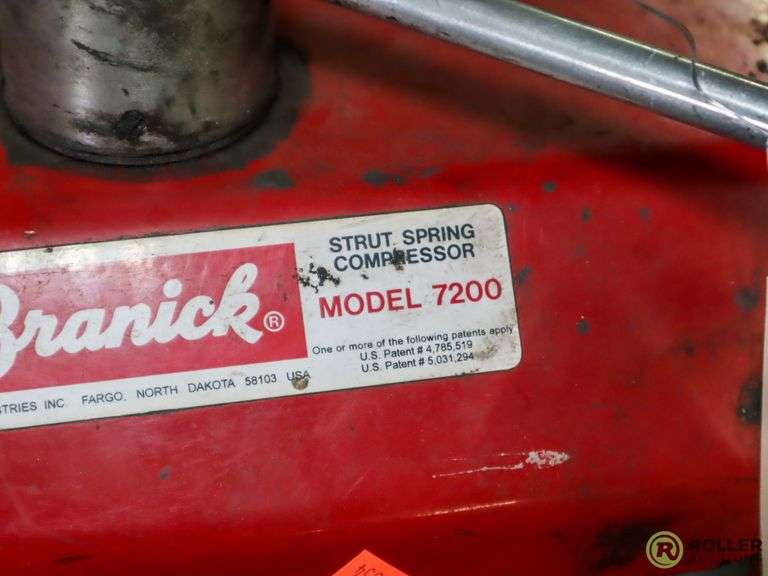 STRUT SPRING
COMPRESSOR
Branick®
MODEL 7200
One or more of the following patents apply
U.S. Patent # 4,785,519
U.S. Patent # 5,031,294
STRIES INC. FARGO, NORTH DAKOTA 58103 USA
R ROLLER